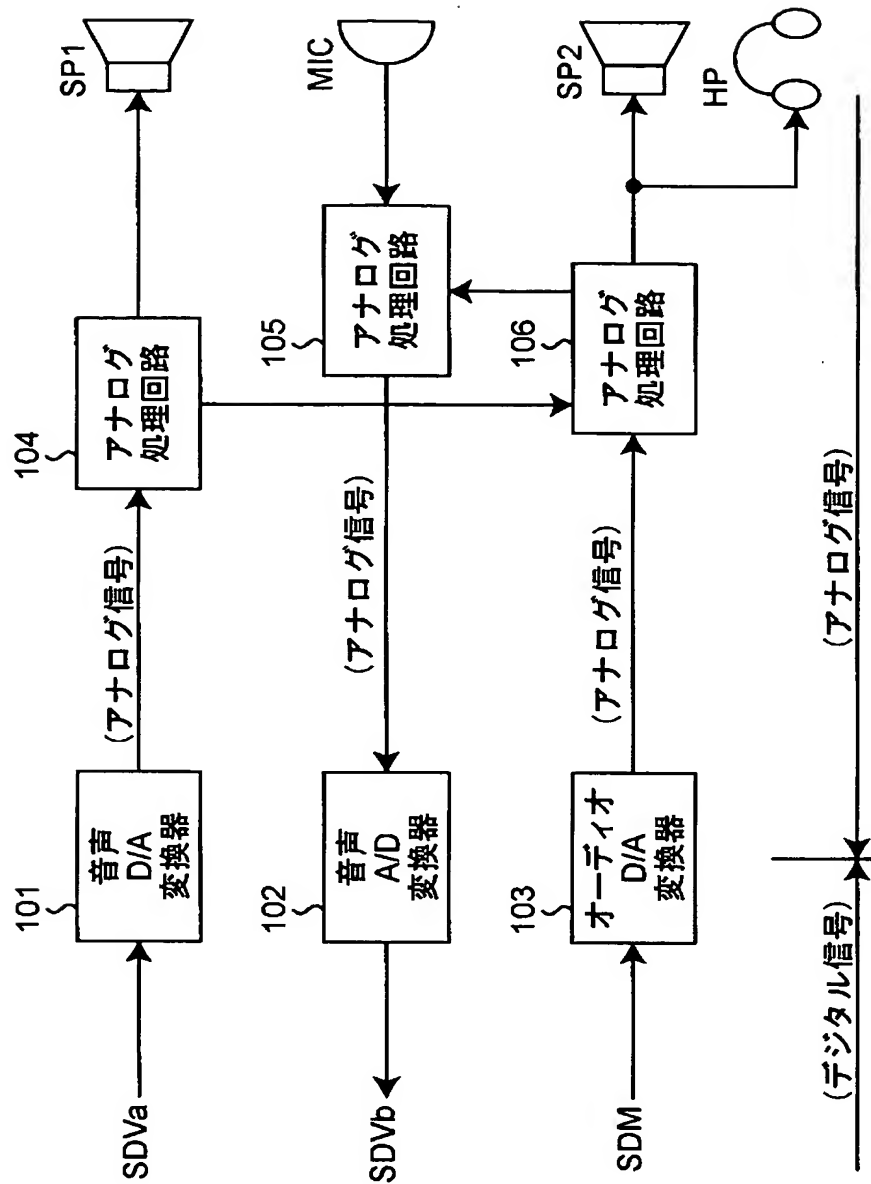 SDVa
101
音声
D/A
変換器
(アナログ信号)
104
アナログ
処理回路
SP1
SDVb
102
音声
A/D
変換器
(アナログ信号)
105
アナログ
処理回路
MIC
SDM
103
オーディオ
D/A
変換器
(アナログ信号)
106
アナログ
処理回路
SP2
HP
(デジタル信号)
(アナログ信号)